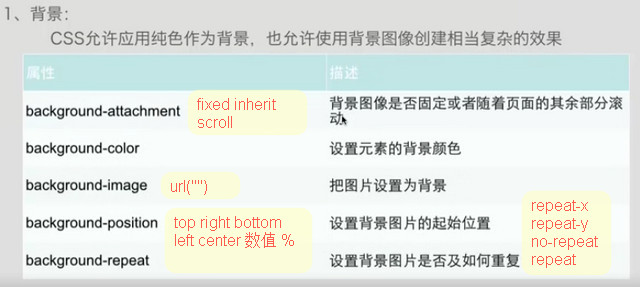 1、背景：
CSS允许应用纯色作为背景，也允许使用背景图像创建相当复杂的效果
属性 描述
background-attachment fixed inherit scroll 背景图像是否固定或者随着页面的其余部分滚动
background-color 设置元素的背景颜色
background-image url("") 把图片设置为背景
background-position top right bottom left center 数值 % 设置背景图片的起始位置
background-repeat 设置背景图片是否及如何重复
repeat-x
repeat-y
no-repeat
repeat